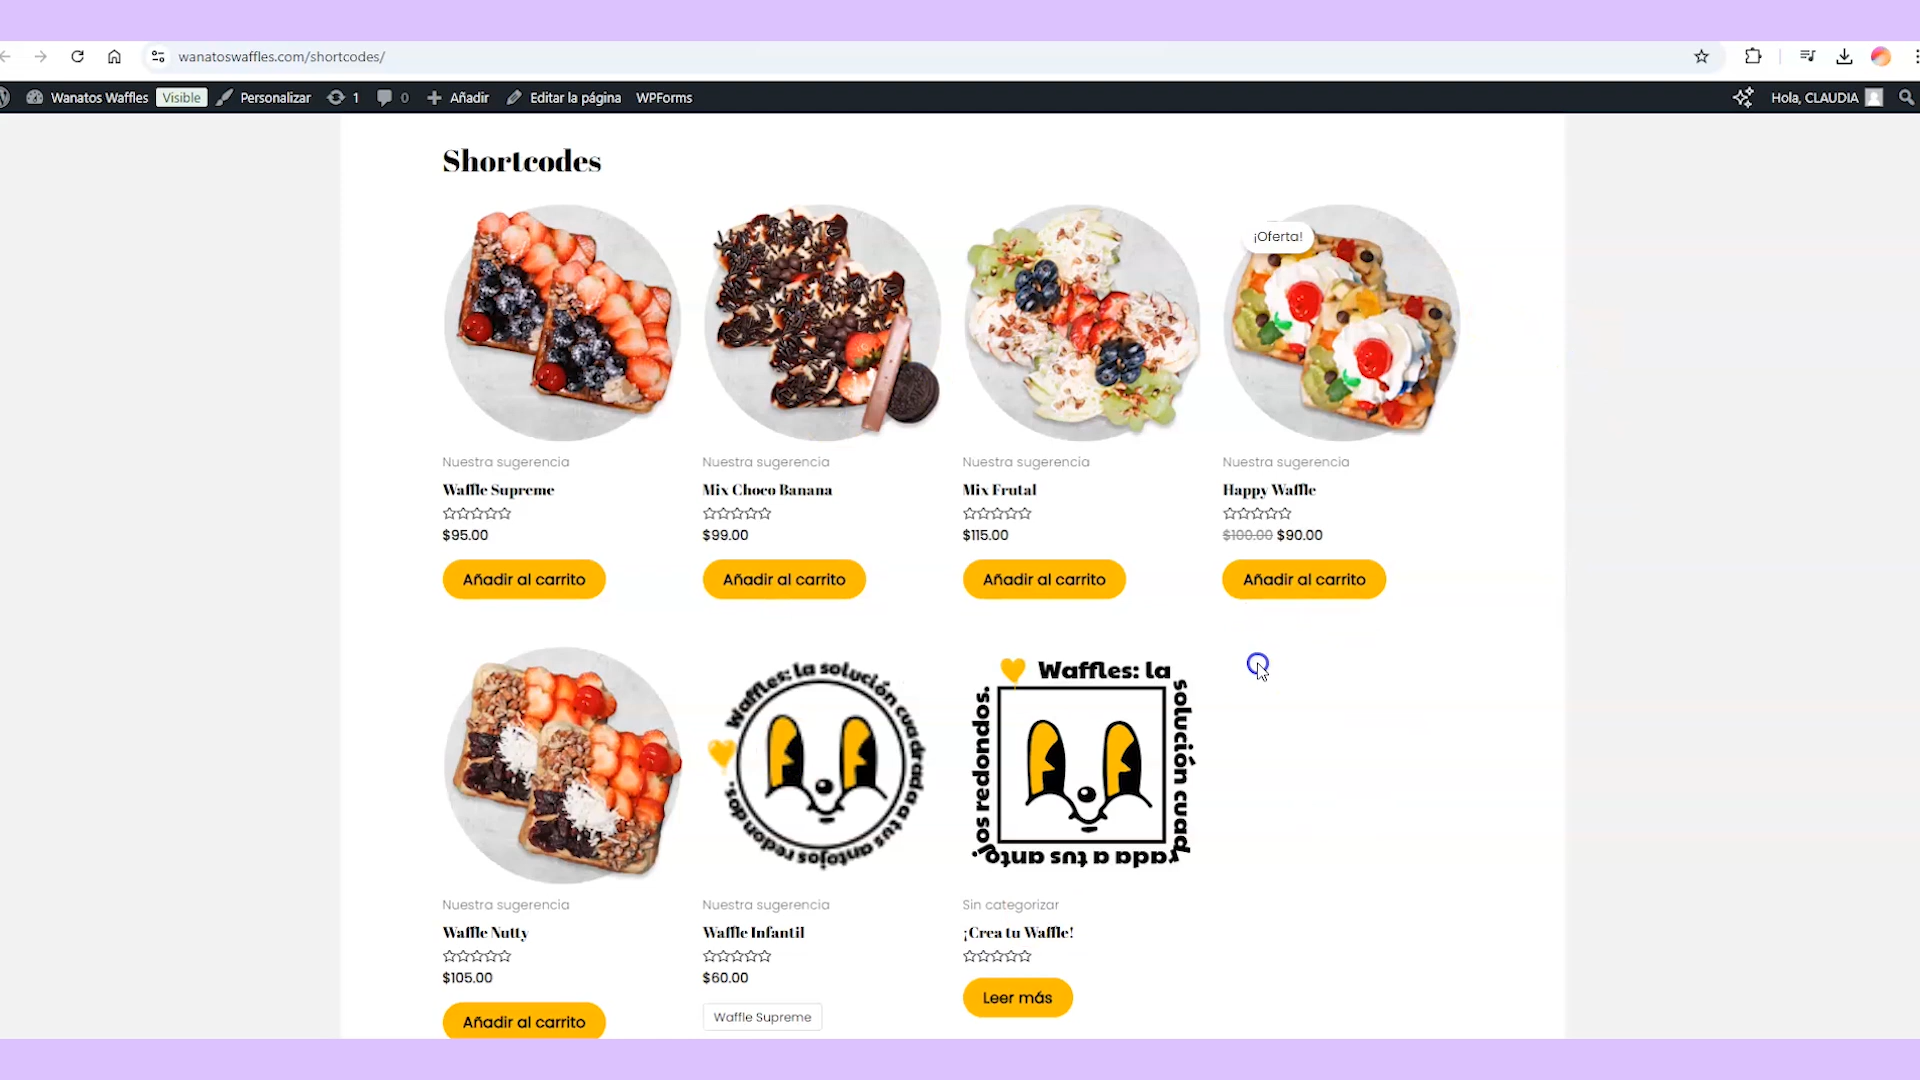 wanatoswaffles.com/shortcodes/
Wanatos Waffles Visible Personalizar 1 0 Añadir Editar la página WPForms Hola, CLAUDIA
Shortcodes
¡Oferta!
Nuestra sugerencia Nuestra sugerencia Nuestra sugerencia Nuestra sugerencia
Waffle Supreme Mix Choco Banana Mix Frutal Happy Waffle
$95.00 $99.00 $115.00 $100.00 $90.00
Añadir al carrito Añadir al carrito Añadir al carrito Añadir al carrito
Waffles: la solución cuadrada a tus antojos redondos.
Waffles: la solución cuadrada a tus antojos redondos.
Nuestra sugerencia Nuestra sugerencia Sin categorizar
Waffle Nutty Waffle Infantil ¡Crea tu Waffle!
$105.00 $60.00
Leer más
Waffle Supreme
Añadir al carrito